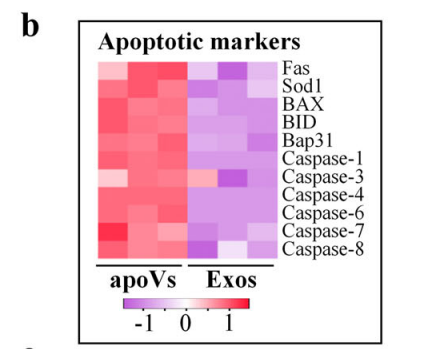 b
Apoptotic markers
Fas
Sod1
BAX
BID
Bap31
Caspase-1
Caspase-3
Caspase-4
Caspase-6
Caspase-7
Caspase-8
apoVs Exos
-1 0 1